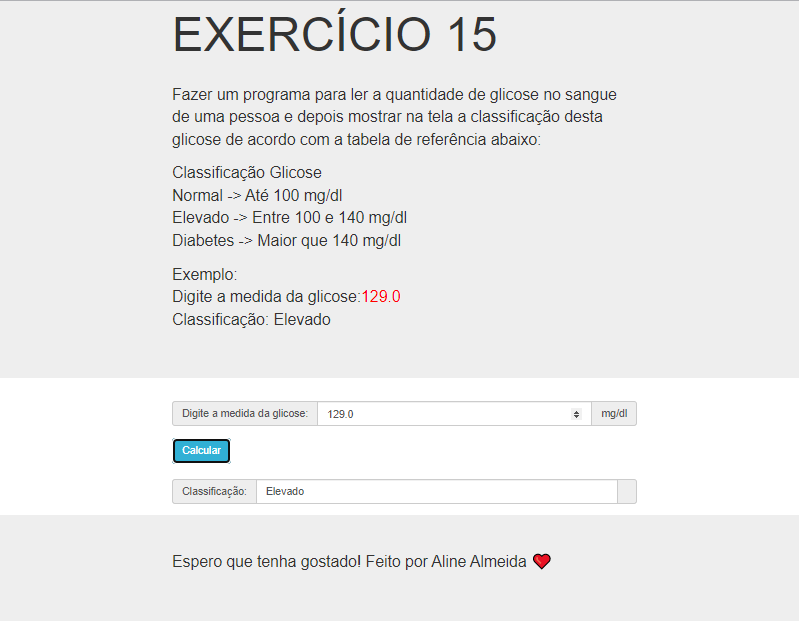 EXERCÍCIO 15
Fazer um programa para ler a quantidade de glicose no sangue
de uma pessoa e depois mostrar na tela a classificação desta
glicose de acordo com a tabela de referência abaixo:
Classificação Glicose
Normal -> Até 100 mg/dl
Elevado -> Entre 100 e 140 mg/dl
Diabetes -> Maior que 140 mg/dl
Exemplo:
Digite a medida da glicose:129.0
Classificação: Elevado
Digite a medida da glicose: 129.0 mg/dl
Calcular
Classificação: Elevado
Espero que tenha gostado! Feito por Aline Almeida